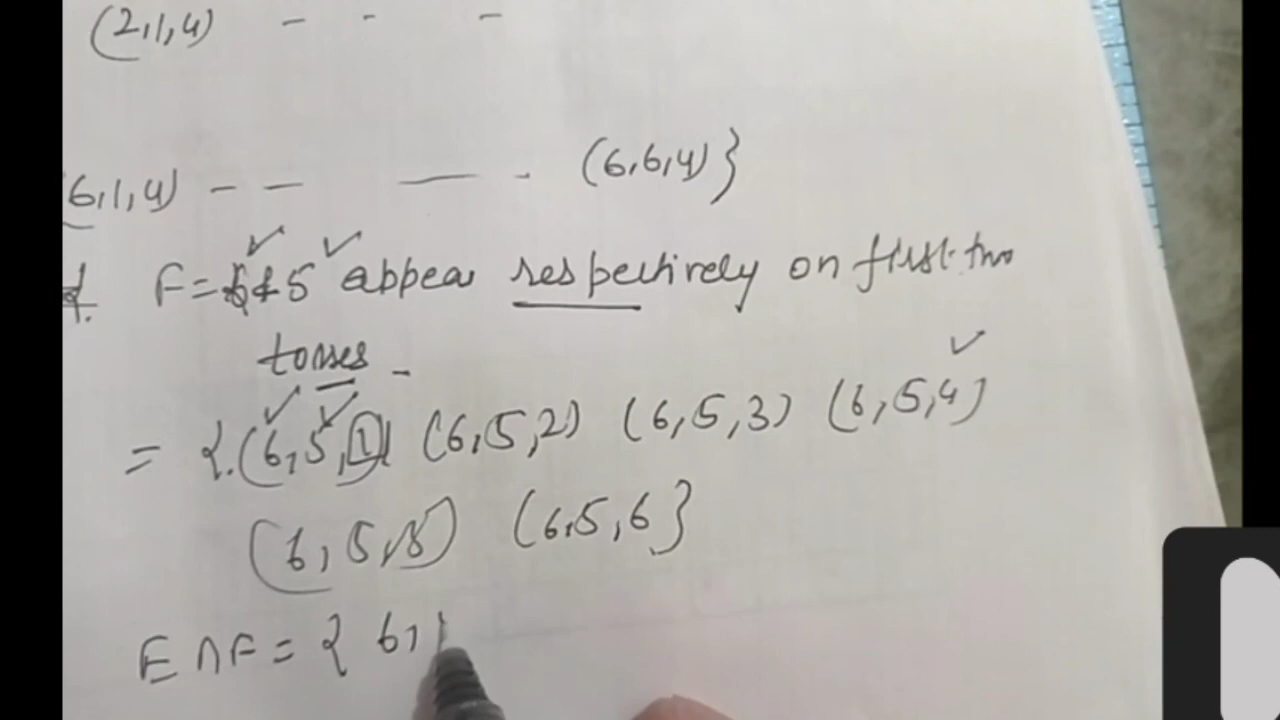 (2,1,4) - - -
6,1,4) - - — . (6,6,4)}
F = 6 & 5 appear respectively on first two
tosses -
= {.(6,5,1) (6,5,2) (6,5,3) (6,5,4)
(6,5,5) (6,5,6}
E ∩ F = { 6,